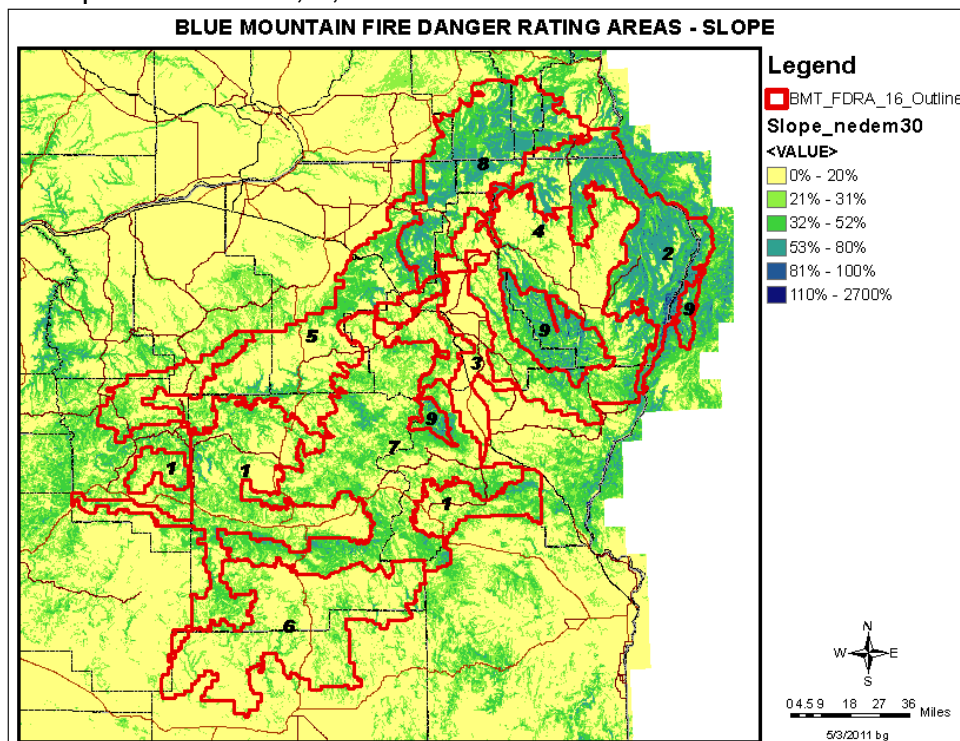 BLUE MOUNTAIN FIRE DANGER RATING AREAS - SLOPE
Legend
BMT_FDRA_16_Outline
Slope_nedem30
<VALUE>
0% - 20%
21% - 31%
32% - 52%
53% - 80%
81% - 100%
110% - 2700%
8
4
2
9
9
5
3
9
7
1
1
1
6
N
W E
S
0 4.5 9 18 27 36
Miles
5/3/2011 bg